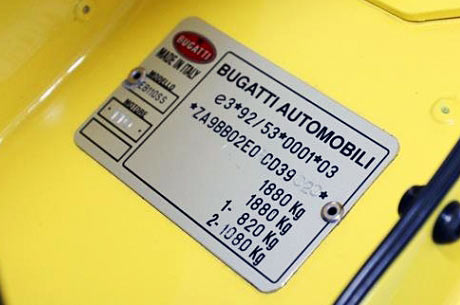 BUGATTI
MADE IN ITALY
MODELLO
EB110SS
MOTORE
BUGATTI AUTOMOBILI
e3*92/53*0001*03
*ZA9BB02E0 CD39
1880 Kg
1880 Kg
1- 820 Kg
2-1080 Kg